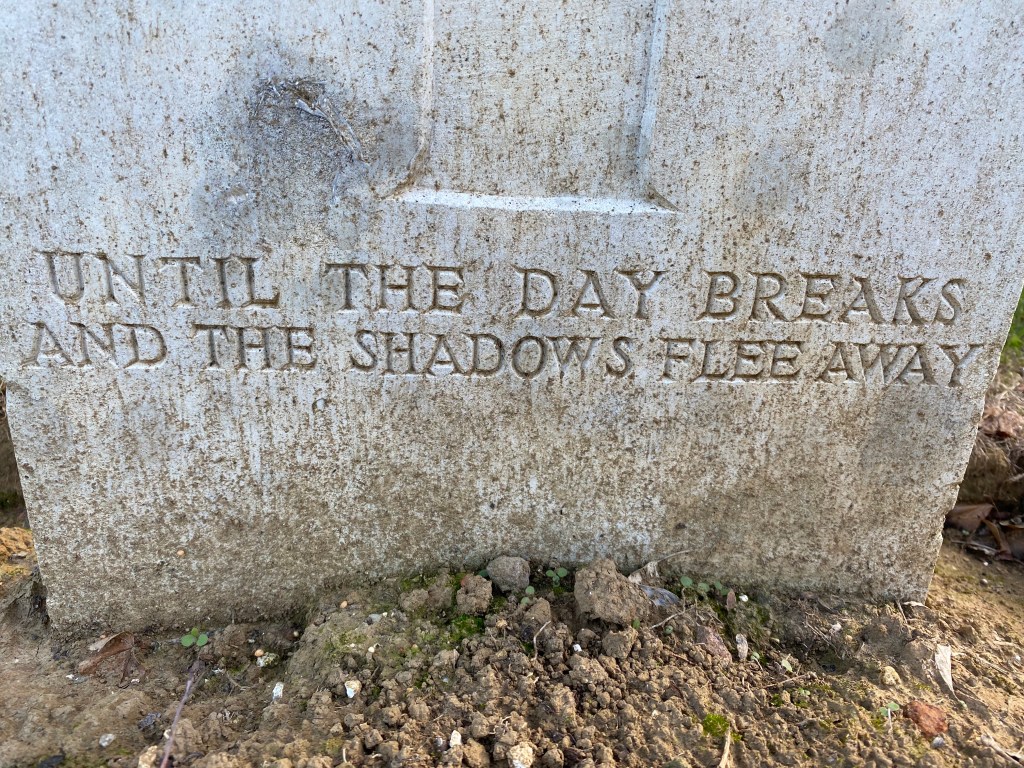 UNTIL THE DAY BREAKS
AND THE SHADOWS FLEE AWAY